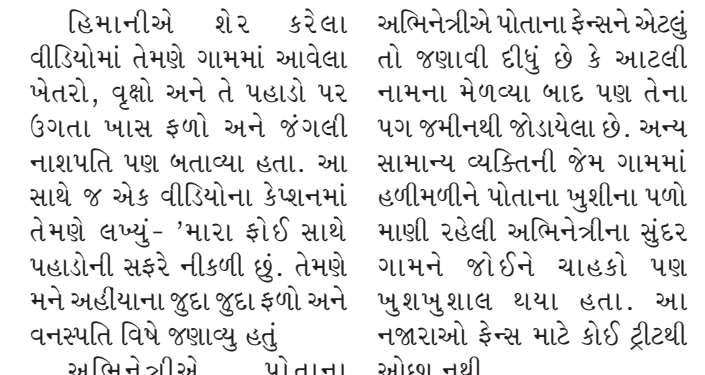 હિમાનીએ શેર કરેલા
વીડિયોમાં તેમણે ગામમાં આવેલા
ખેતરો, વૃક્ષો અને તે પહાડો પર
ઉગતા ખાસ ફળો અને જંગલી
નાશપતિ પણ બતાવ્યા હતા. આ
સાથે જ એક વીડિયોના કેપ્શનમાં
તેમણે લખ્યું- 'મારા ફોઈ સાથે
પહાડોની સફરે નીકળી છું. તેમણે
મને અહીંયાના જુદા જુદા ફળો અને
વનસ્પતિ વિષે જણાવ્યુ હતું
અભિનેત્રીએ પોતાના
અભિનેત્રીએ પોતાના ફેન્સને એટલું
તો જણાવી દીધું છે કે આટલી
નામના મેળવ્યા બાદ પણ તેના
પગ જમીનથી જોડાયેલા છે. અન્ય
સામાન્ય વ્યક્તિની જેમ ગામમાં
હળીમળીને પોતાના ખુશીના પળો
માણી રહેલી અભિનેત્રીના સુંદર
ગામને જોઈને ચાહકો પણ
ખુશખુશાલ થયા હતા. આ
નજારાઓ ફેન્સ માટે કોઈ ટ્રીટથી
ઓછા નથી